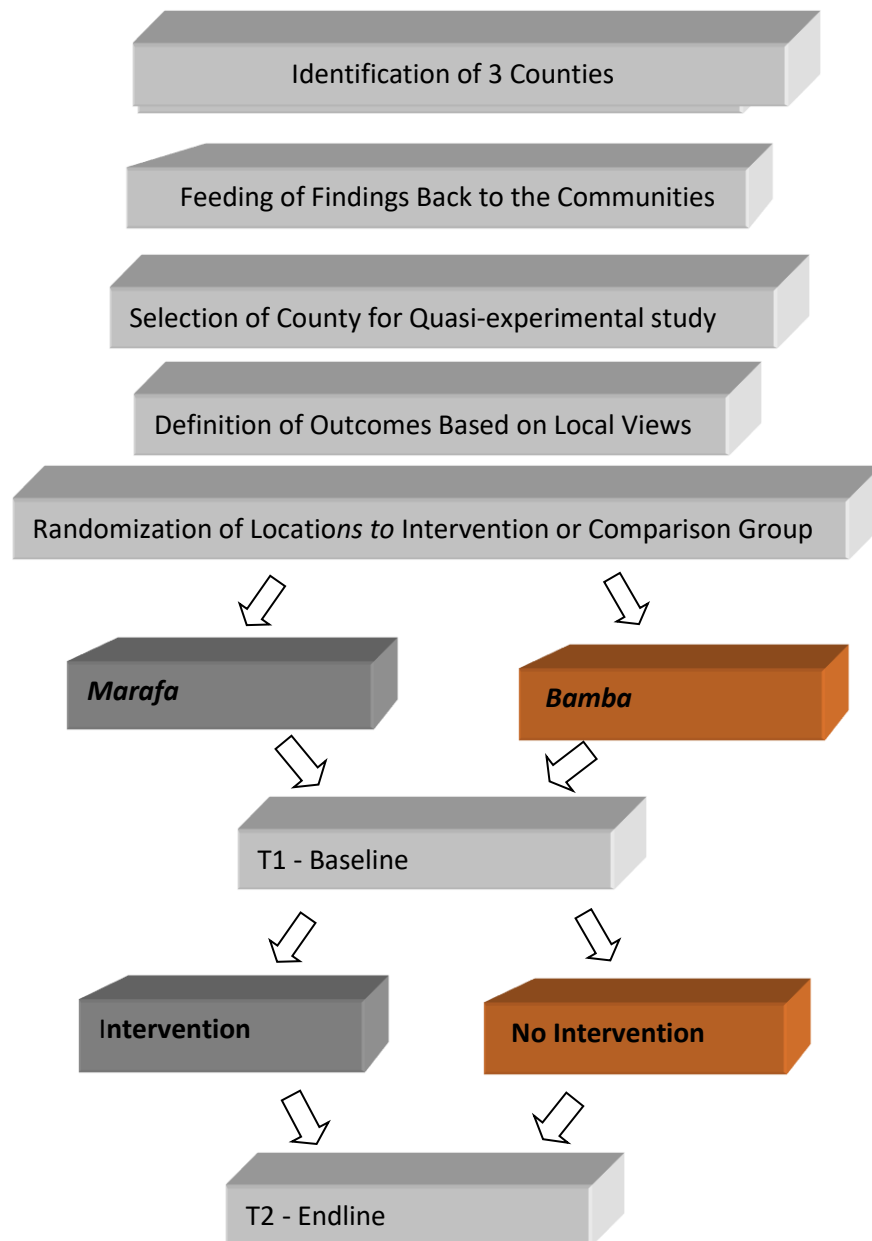 Identification of 3 Counties
Feeding of Findings Back to the Communities
Selection of County for Quasi-experimental study
Definition of Outcomes Based on Local Views
Randomization of Locations to Intervention or Comparison Group
Marafa
Bamba
T1 - Baseline
Intervention
No Intervention
T2 - Endline